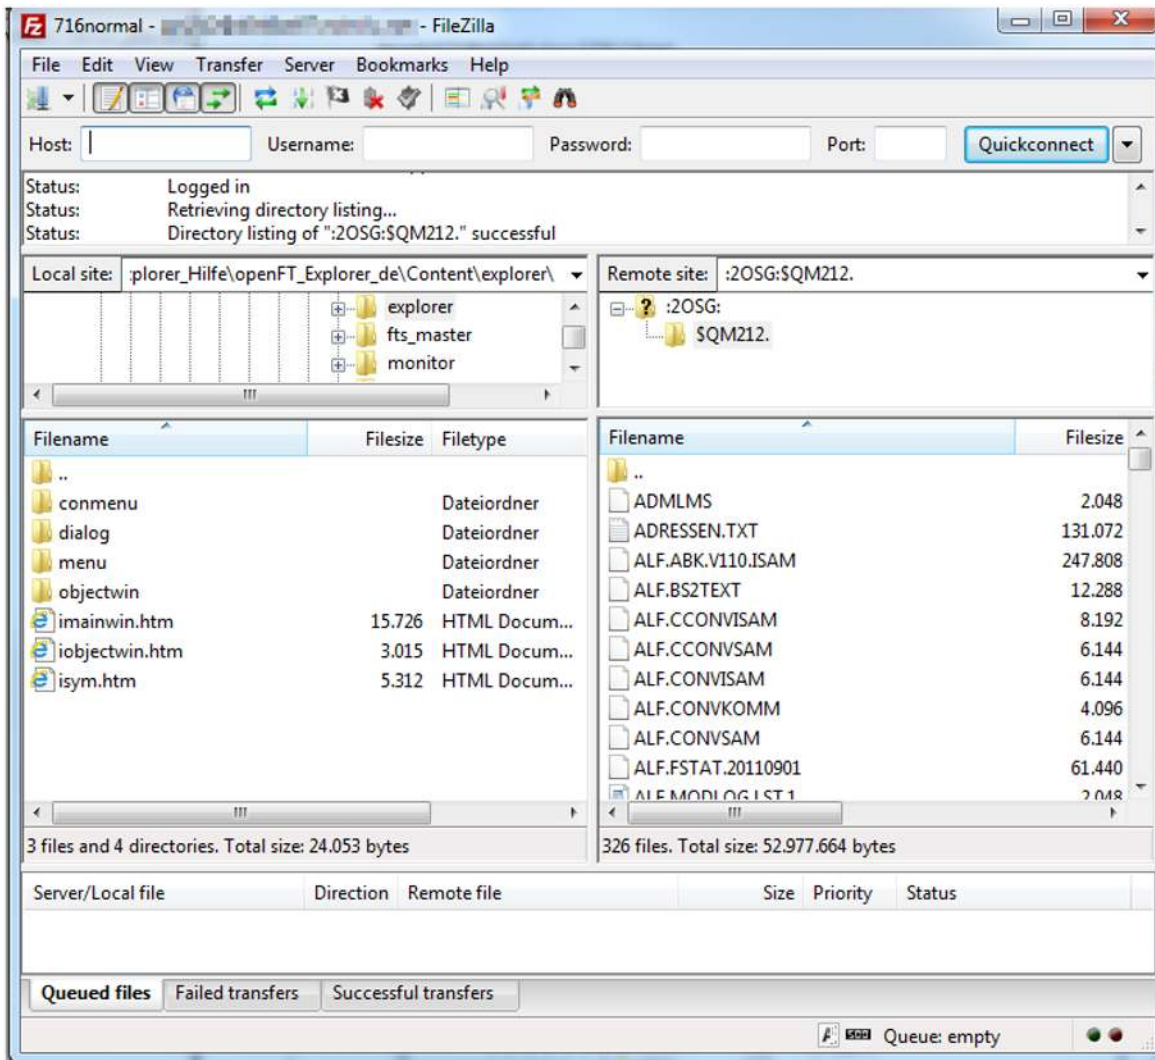 716normal - - FileZilla
File Edit View Transfer Server Bookmarks Help
Host: Username: Password: Port: Quickconnect
Status: Logged in
Status: Retrieving directory listing...
Status: Directory listing of ":2OSG:$QM212." successful
Local site: :plorer_Hilfe\openFT_Explorer_de\Content\explorer\
explorer
fts_master
monitor
Remote site: :2OSG:$QM212.
:2OSG:
$QM212.
Filename Filesize Filetype
..
conmenu Dateiordner
dialog Dateiordner
menu Dateiordner
objectwin Dateiordner
imainwin.htm 15.726 HTML Docum...
iobjectwin.htm 3.015 HTML Docum...
isym.htm 5.312 HTML Docum...
3 files and 4 directories. Total size: 24.053 bytes
Filename Filesize
..
ADMLMS 2.048
ADRESSEN.TXT 131.072
ALF.ABK.V110.ISAM 247.808
ALF.BS2TEXT 12.288
ALF.CCONVISAM 8.192
ALF.CCONVSAM 6.144
ALF.CONVISAM 6.144
ALF.CONVKOMM 4.096
ALF.CONVSAM 6.144
ALF.FSTAT.20110901 61.440
ALF.MODLOG.LST.1 2.048
326 files. Total size: 52.977.664 bytes
Server/Local file Direction Remote file Size Priority Status
Queued files Failed transfers Successful transfers
Queue: empty